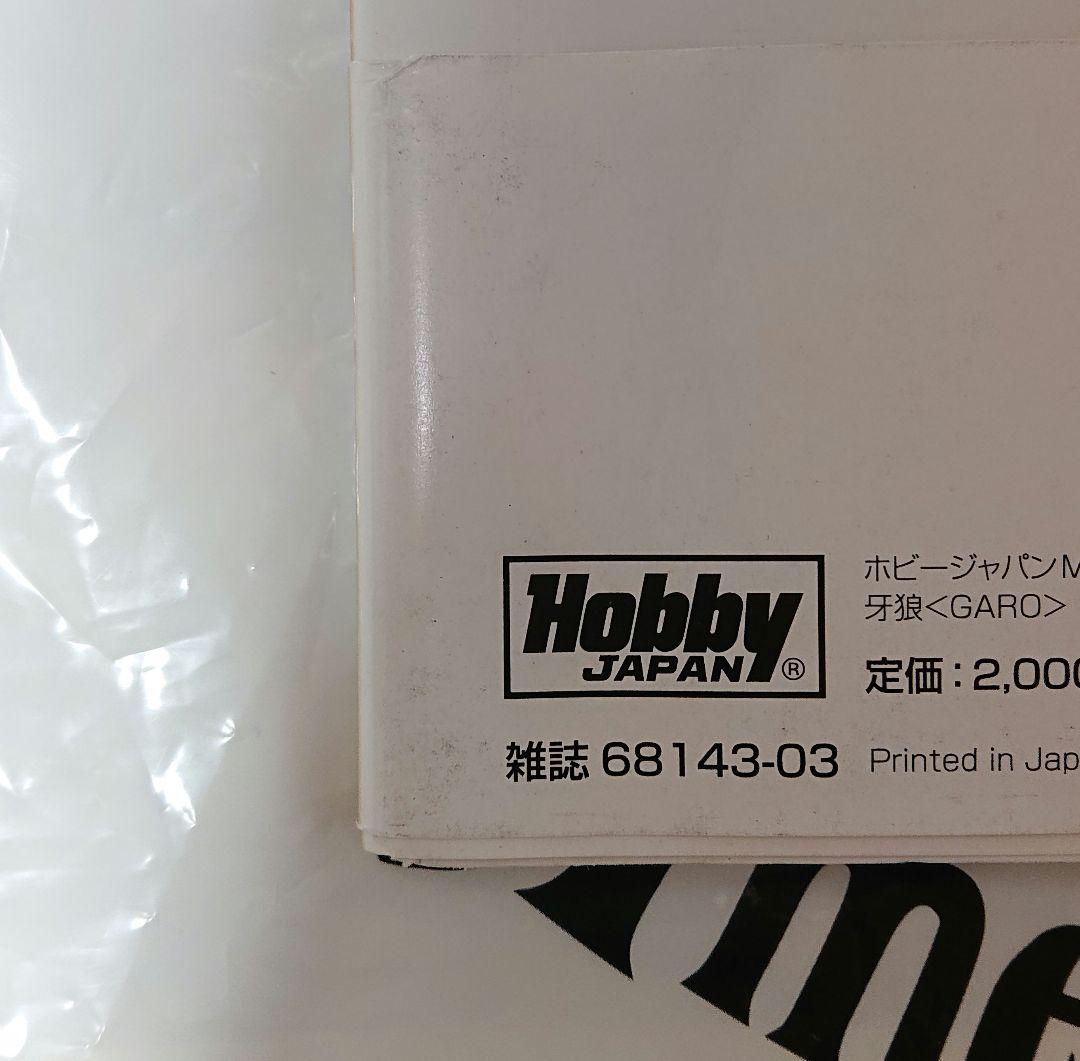 Hobby
JAPAN®
ホビージャパンM
牙狼<GARO>
定価：2,000
雑誌 68143-03
Printed in Jap